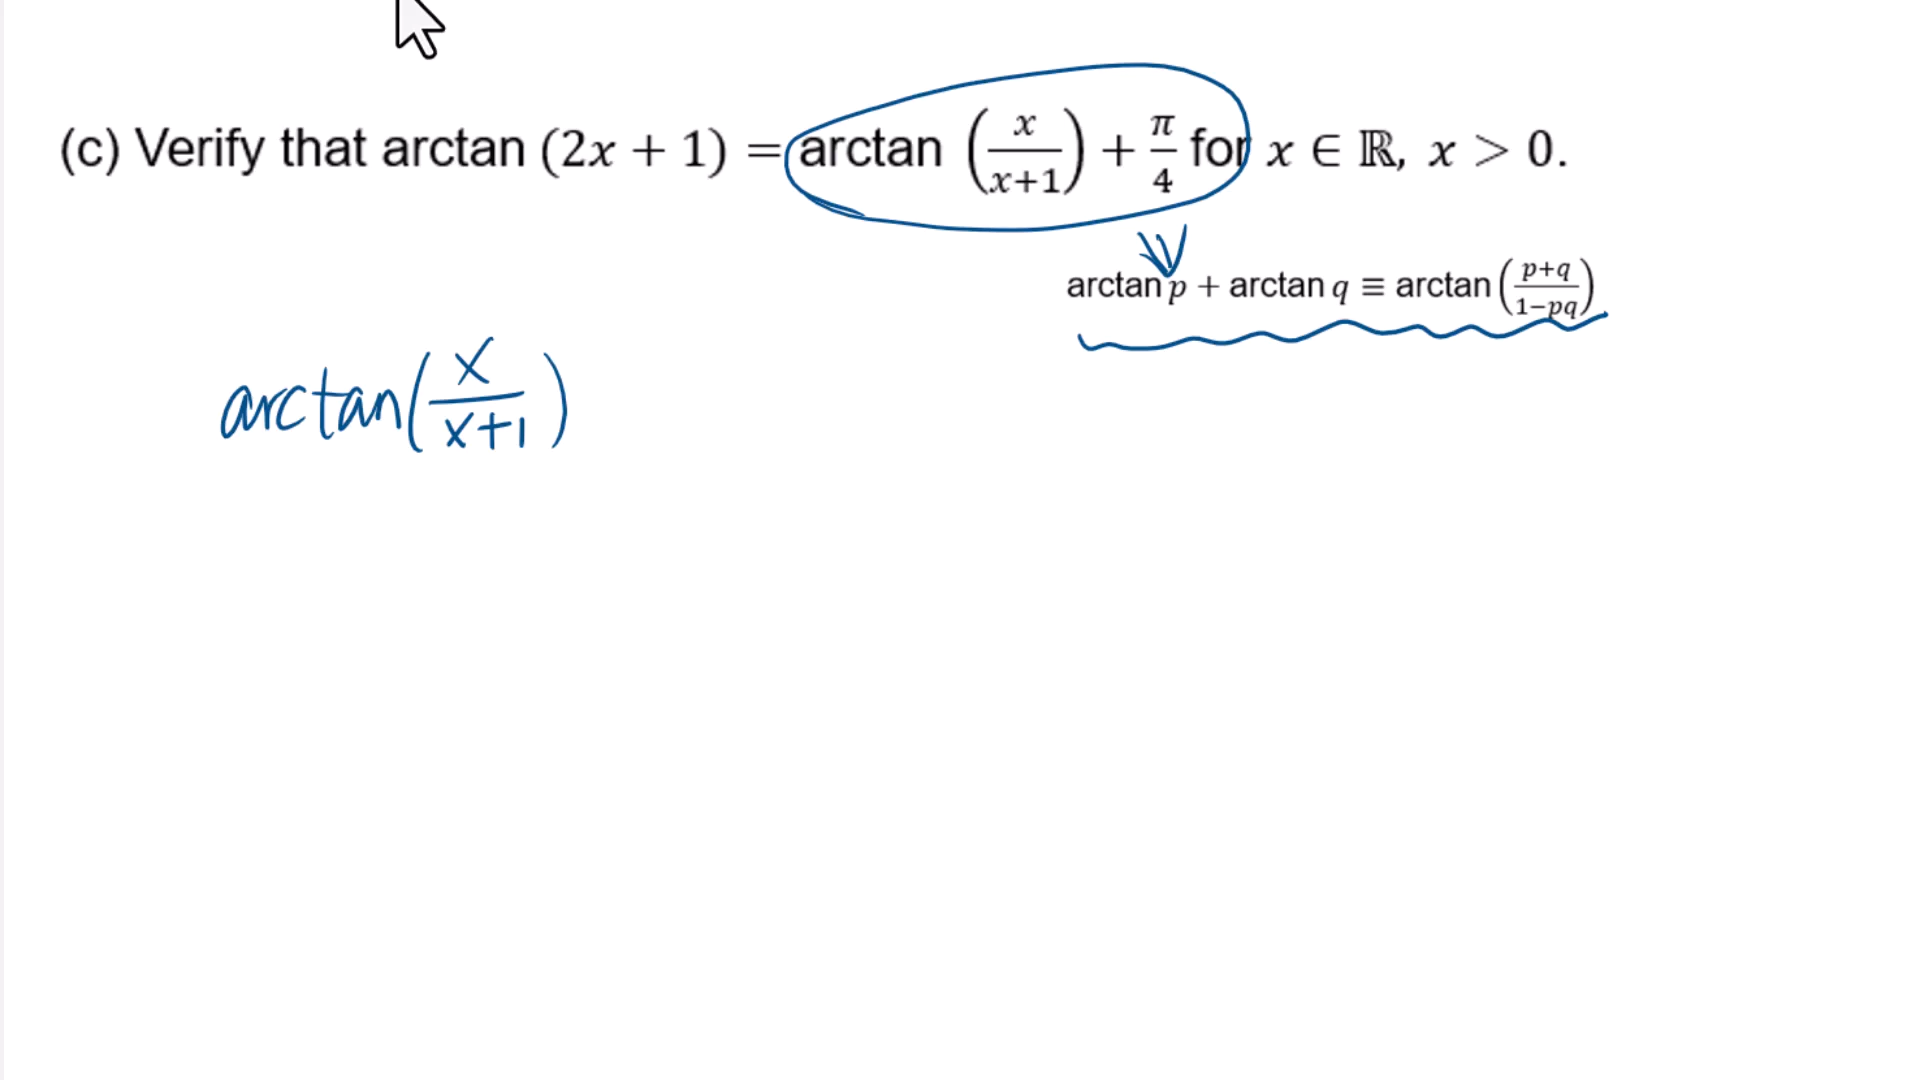 (c) Verify that arctan (2x + 1) = arctan (x/(x+1)) + π/4 for x ∈ ℝ, x > 0.
arctan p + arctan q ≡ arctan ((p+q)/(1−pq))
arctan(x/(x+1))